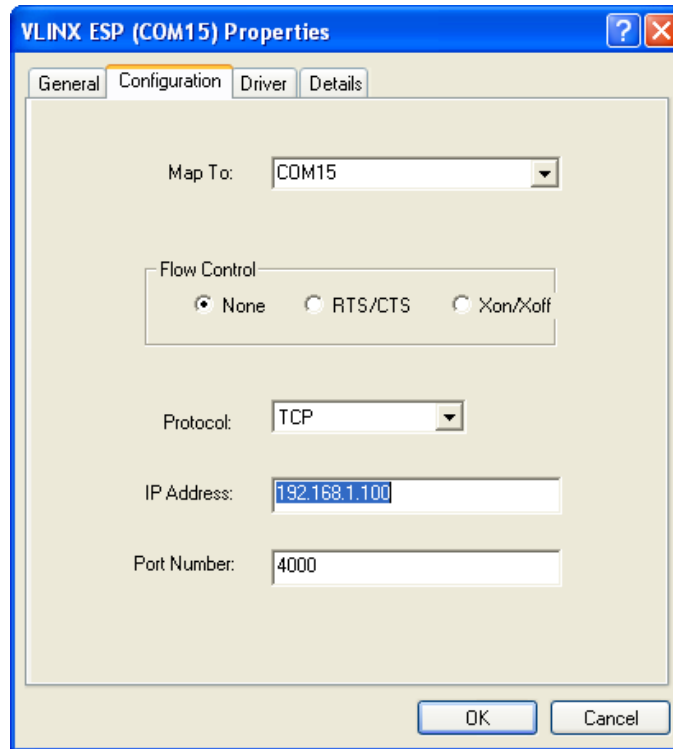 VLINX ESP (COM15) Properties
General Configuration Driver Details
Map To: COM15
Flow Control
None RTS/CTS Xon/Xoff
Protocol: TCP
IP Address: 192.168.1.100
Port Number: 4000
OK Cancel